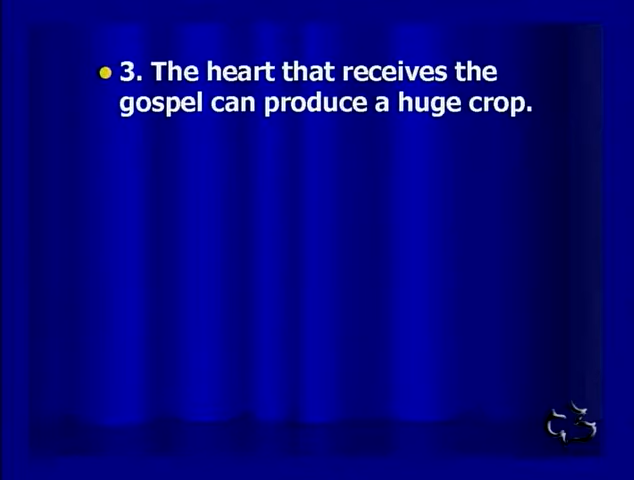 3. The heart that receives the
gospel can produce a huge crop.